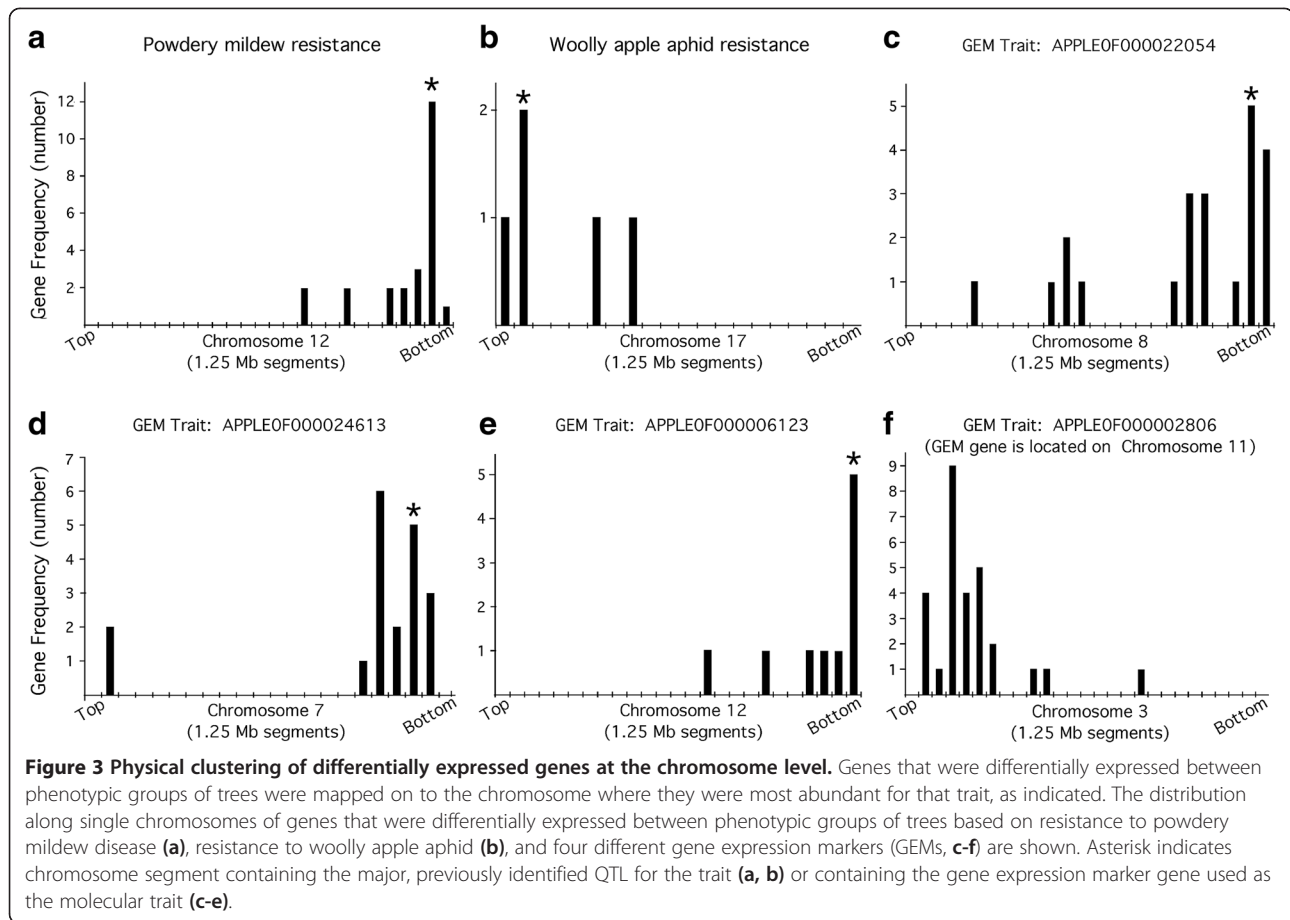 a
Powdery mildew resistance
*
Gene Frequency (number)
12
10
8
6
4
2
Top
Chromosome 12
Bottom
(1.25 Mb segments)
b
Woolly apple aphid resistance
*
2
1
Top
Chromosome 17
Bottom
(1.25 Mb segments)
c
GEM Trait: APPLE0F000022054
*
5
4
3
2
1
Top
Chromosome 8
Bottom
(1.25 Mb segments)
d
GEM Trait: APPLE0F000024613
*
Gene Frequency (number)
7
6
5
4
3
2
1
Top
Chromosome 7
Bottom
(1.25 Mb segments)
e
GEM Trait: APPLE0F000006123
*
5
4
3
2
1
Top
Chromosome 12
Bottom
(1.25 Mb segments)
f
GEM Trait: APPLE0F000002806
(GEM gene is located on Chromosome 11)
9
8
7
6
5
4
3
2
1
Top
Chromosome 3
Bottom
(1.25 Mb segments)
Figure 3 Physical clustering of differentially expressed genes at the chromosome level. Genes that were differentially expressed between
phenotypic groups of trees were mapped on to the chromosome where they were most abundant for that trait, as indicated. The distribution
along single chromosomes of genes that were differentially expressed between phenotypic groups of trees based on resistance to powdery
mildew disease (a), resistance to woolly apple aphid (b), and four different gene expression markers (GEMs, c-f) are shown. Asterisk indicates
chromosome segment containing the major, previously identified QTL for the trait (a, b) or containing the gene expression marker gene used as
the molecular trait (c-e).